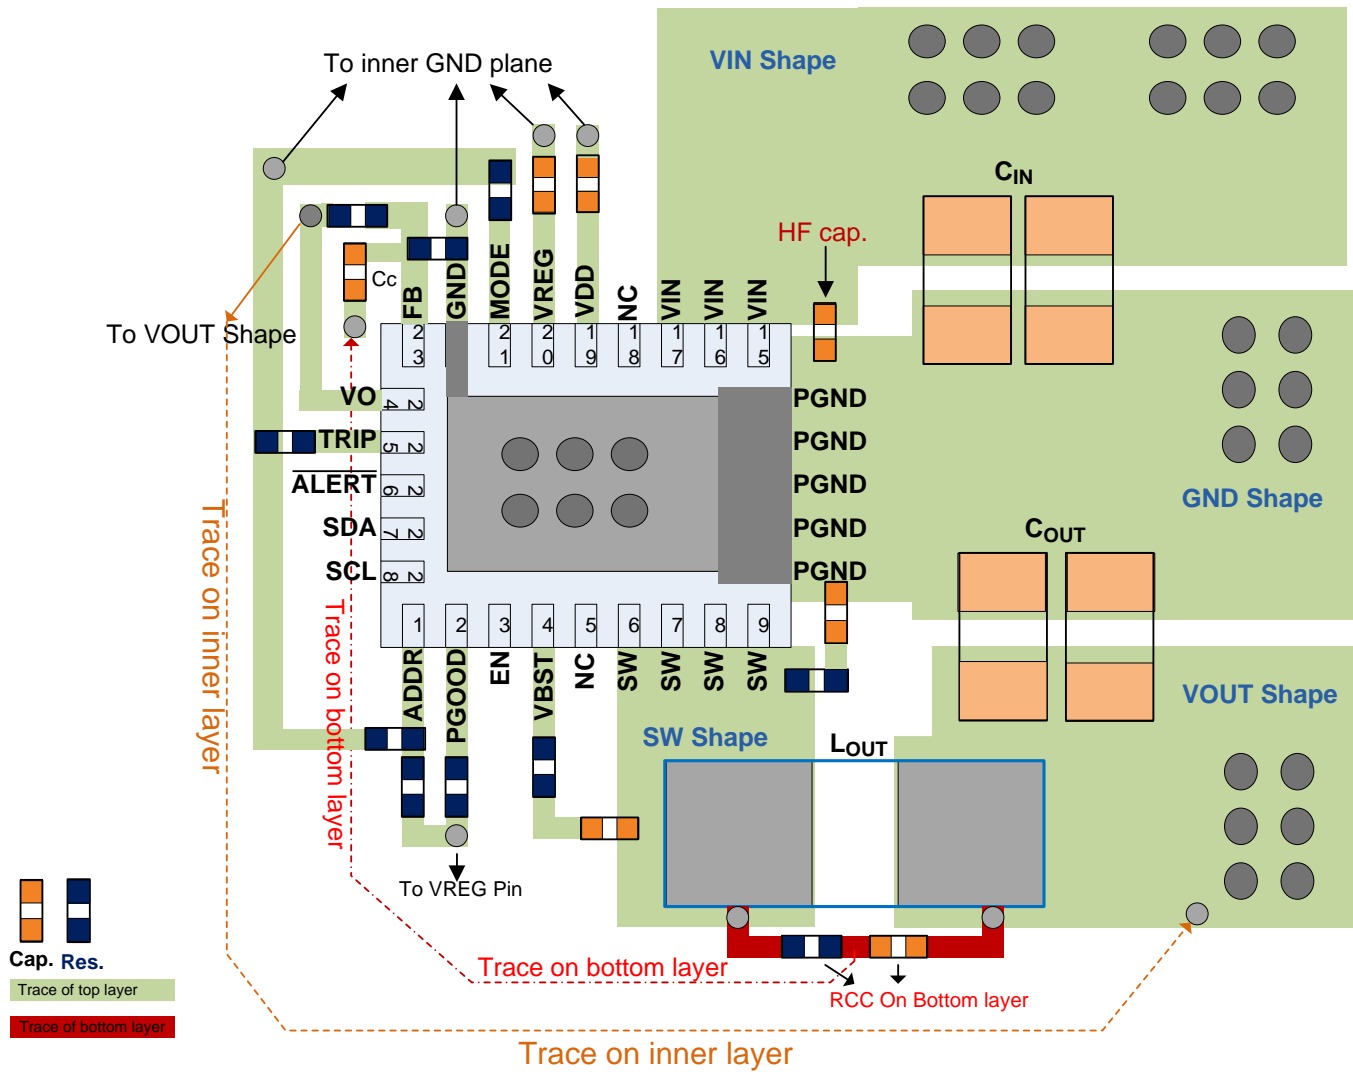 To inner GND plane
VIN Shape
C_IN
HF cap.
Cc
FB
GND
MODE
VREG
VDD
NC
VIN
VIN
VIN
To VOUT Shape
23
21
20
19
18
17
16
15
VO
24
PGND
TRIP
25
PGND
ALERT
26
PGND
GND Shape
SDA
27
PGND
C_OUT
SCL
28
PGND
1
2
3
4
5
6
7
8
9
ADDR
PGOOD
EN
VBST
NC
SW
SW
SW
SW
VOUT Shape
SW Shape
L_OUT
Trace on inner layer
Trace on bottom layer
To VREG Pin
Cap.
Res.
Trace of top layer
Trace of bottom layer
Trace on bottom layer
RCC On Bottom layer
Trace on inner layer